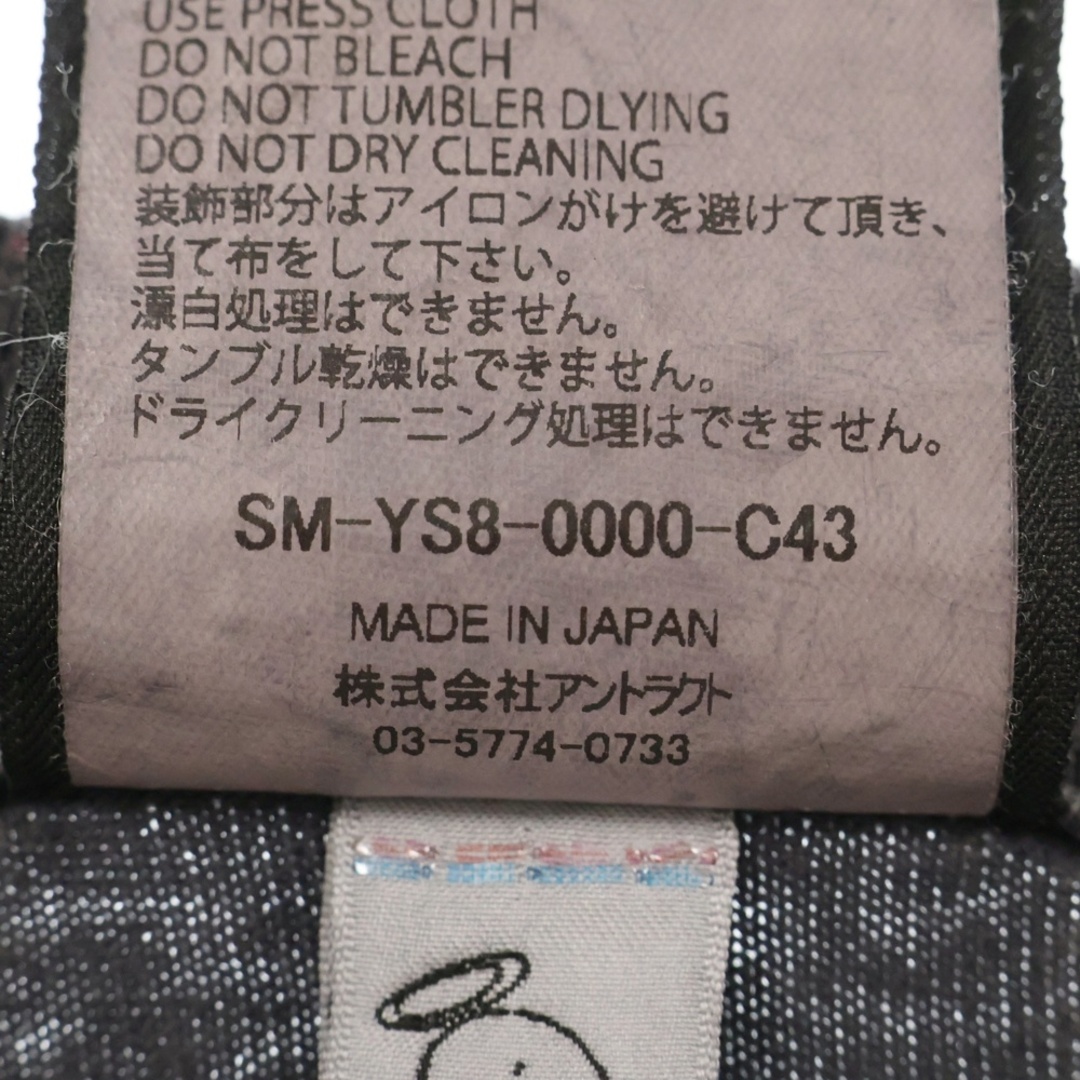 USE PRESS CLOTH
DO NOT BLEACH
DO NOT TUMBLER DLYING
DO NOT DRY CLEANING
装飾部分はアイロンがけを避けて頂き、
当て布をして下さい。
漂白処理はできません。
タンブル乾燥はできません。
ドライクリーニング処理はできません。
SM-YS8-0000-C43
MADE IN JAPAN
株式会社アントラクト
03-5774-0733